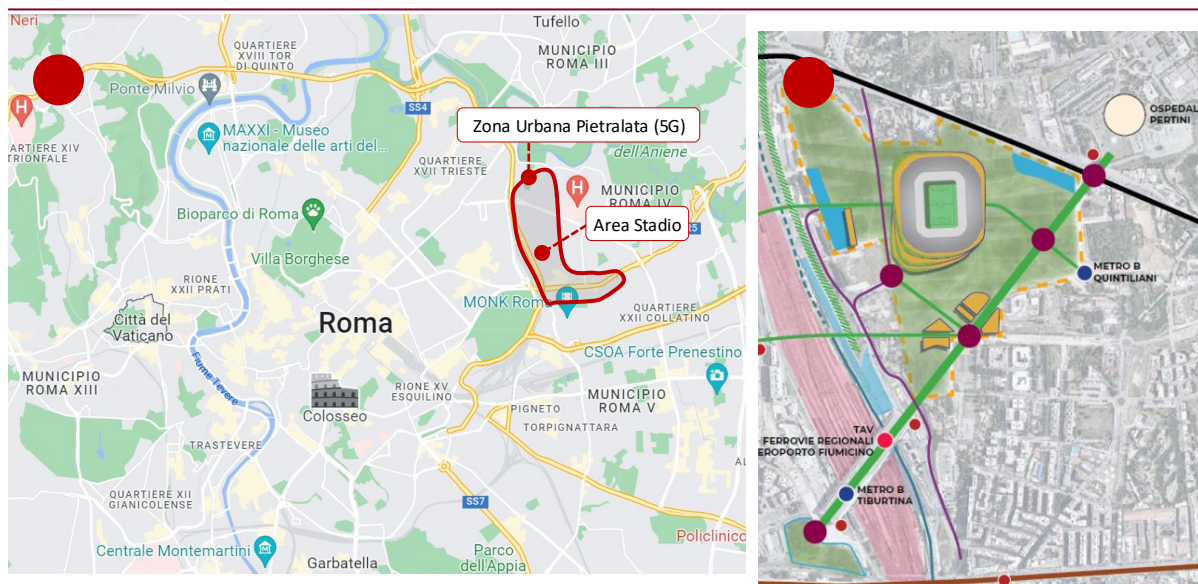 Neri
Tufello
QUARTIERE
XVIII TOR
DI QUINTO
MUNICIPIO
ROMA III
Ponte Milvio
SS4
H
ARTIERE XIV
TRIONFALE
MAXXI - Museo
nazionale delle arti del...
Zona Urbana Pietralata (5G)
dell'Aniene
QUARTIERE
XVII TRIESTE
H
MUNICIPIO
ROMA IV
Bioparco di Roma
Area Stadio
R5
Villa Borghese
RIONE
XXII PRATI
MONK Roma
QUARTIERE
XXII COLLATINO
Città del
Vaticano
Roma
Fiume Tevere
CSOA Forte Prenestino
MUNICIPIO
ROMA XIII
RIONE XV
ESQUILINO
MUNICIPIO
ROMA V
Colosseo
PIGNETO
TORPIGNATTARA
TRASTEVERE
AL
QUARTIERE XII
GIANICOLENSE
SS7
Policlinico
Centrale Montemartini
Garbatella
Parco
dell'Appia
OSPEDAL
PERTINI
METRO B
QUINTILIANI
TAV
FERROVIE REGIONALI
EROPORTO FIUMICINO
METRO B
TIBURTINA